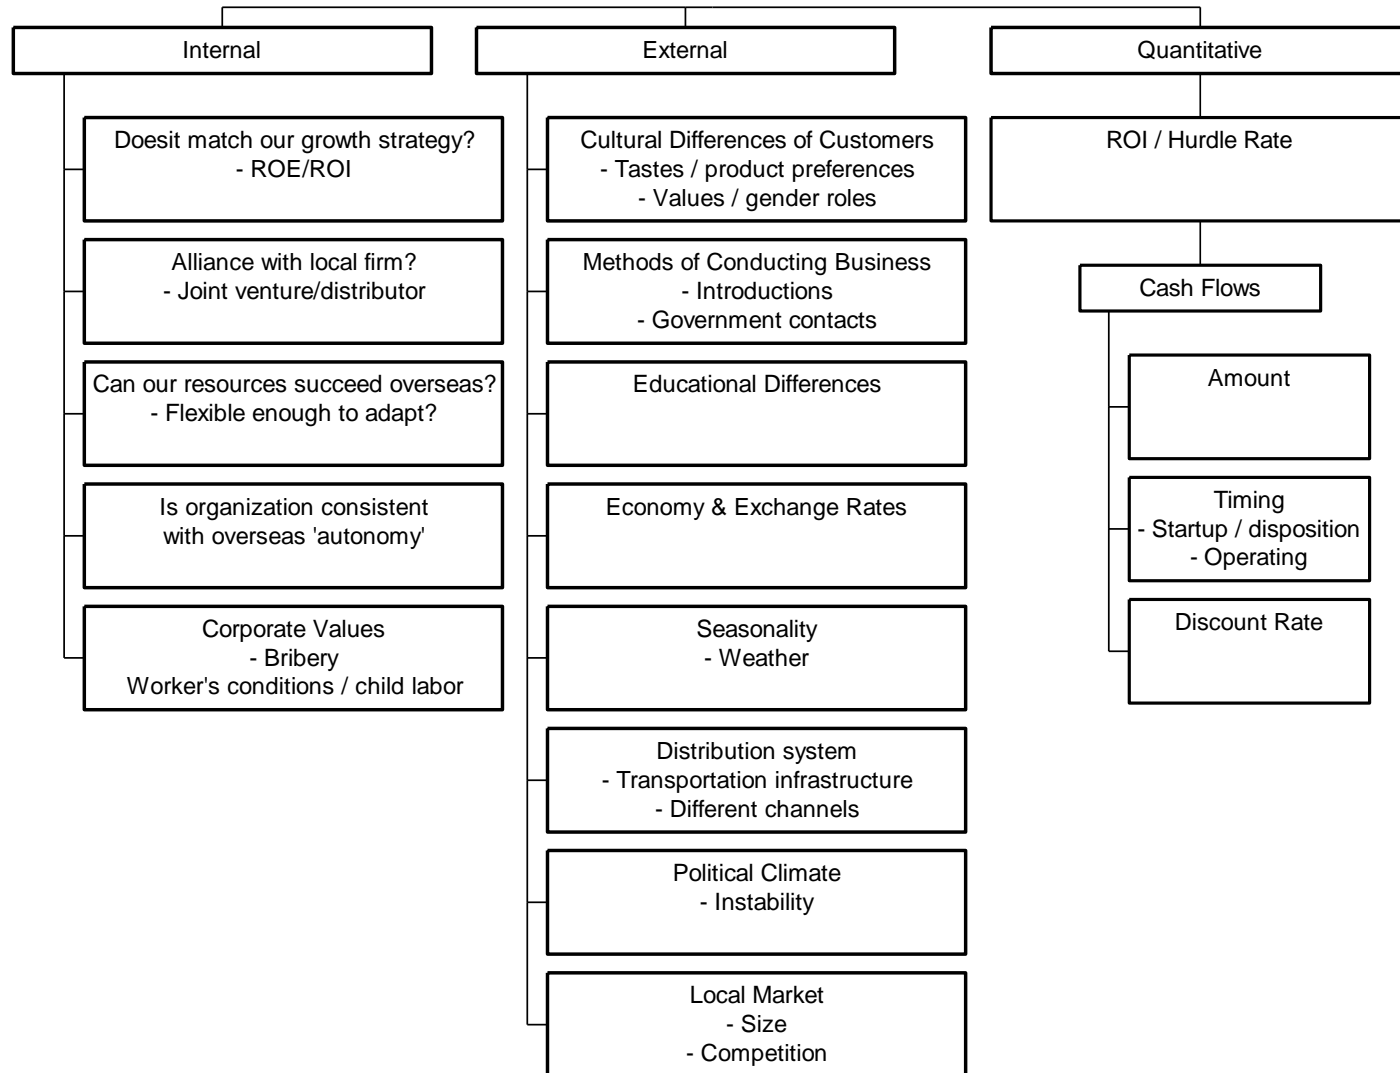 Internal
Doesit match our growth strategy?
- ROE/ROI
Alliance with local firm?
- Joint venture/distributor
Can our resources succeed overseas?
- Flexible enough to adapt?
Is organization consistent
with overseas 'autonomy'
Corporate Values
- Bribery
Worker's conditions / child labor
External
Cultural Differences of Customers
- Tastes / product preferences
- Values / gender roles
Methods of Conducting Business
- Introductions
- Government contacts
Educational Differences
Economy & Exchange Rates
Seasonality
- Weather
Distribution system
- Transportation infrastructure
- Different channels
Political Climate
- Instability
Local Market
- Size
- Competition
Quantitative
ROI / Hurdle Rate
Cash Flows
Amount
Timing
- Startup / disposition
- Operating
Discount Rate